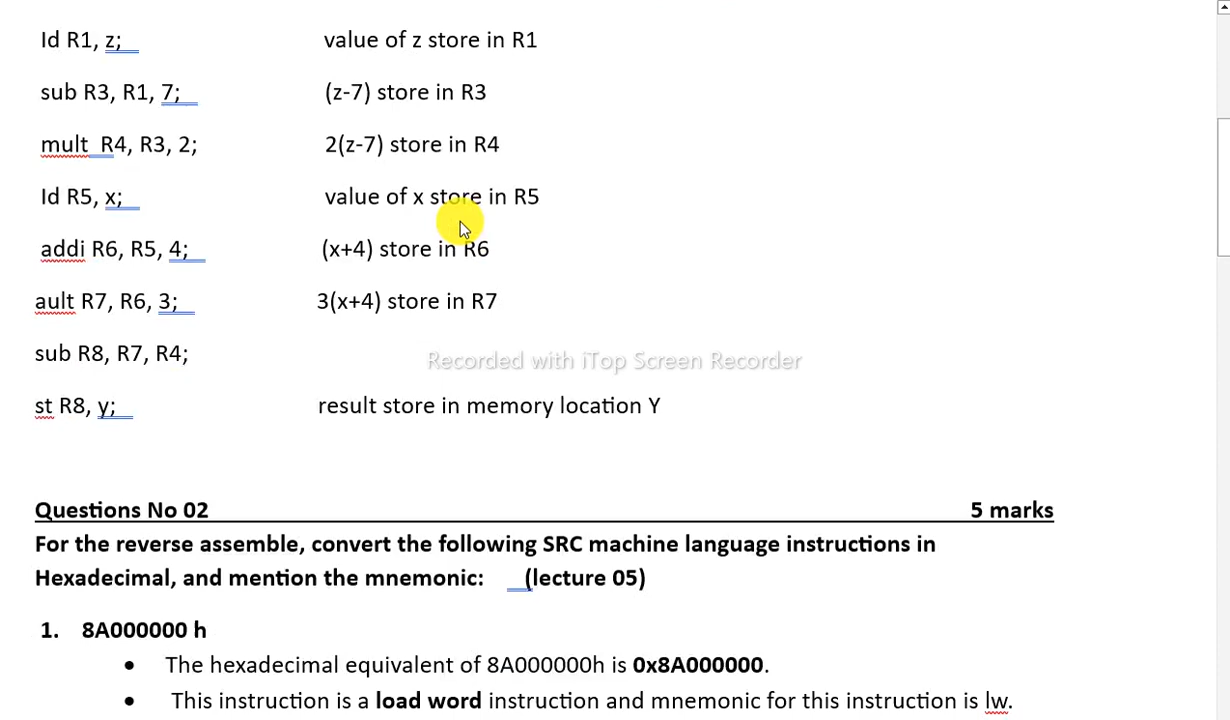 Id R1, z; value of z store in R1
sub R3, R1, 7; (z-7) store in R3
mult R4, R3, 2; 2(z-7) store in R4
Id R5, x; value of x store in R5
addi R6, R5, 4; (x+4) store in R6
ault R7, R6, 3; 3(x+4) store in R7
sub R8, R7, R4;
Recorded with iTop Screen Recorder
st R8, y; result store in memory location Y
Questions No 02 5 marks
For the reverse assemble, convert the following SRC machine language instructions in
Hexadecimal, and mention the mnemonic: (lecture 05)
1. 8A000000 h
• The hexadecimal equivalent of 8A000000h is 0x8A000000.
• This instruction is a load word instruction and mnemonic for this instruction is lw.